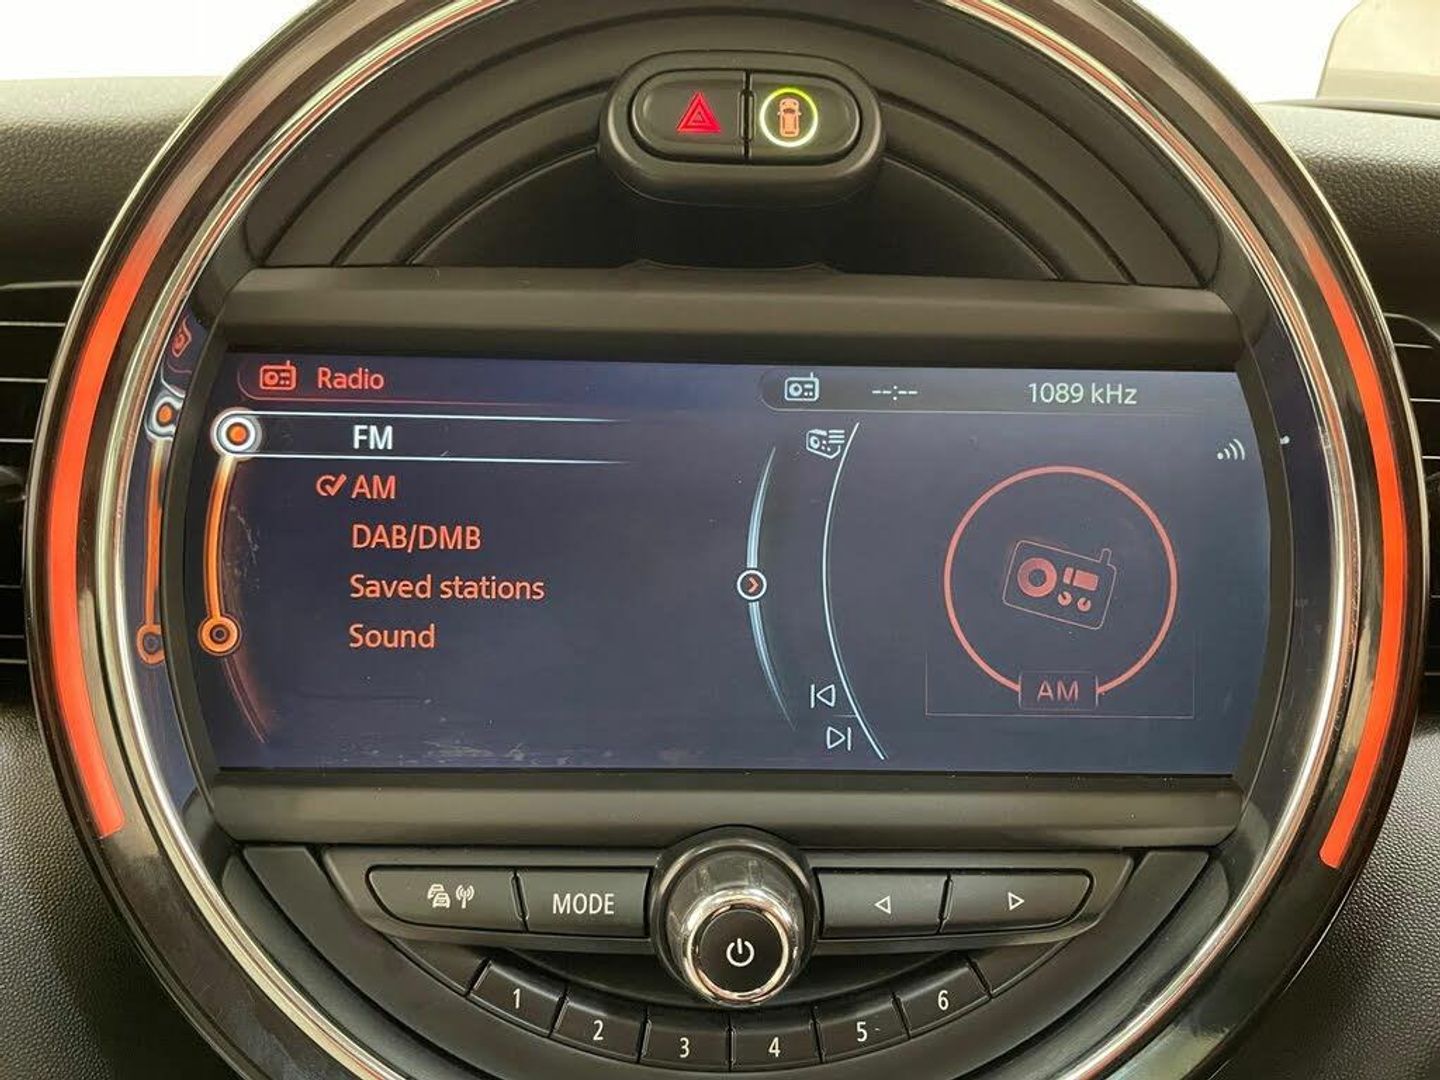 Radio
--:--
1089 kHz
FM
AM
DAB/DMB
Saved stations
Sound
AM
MODE
1
2
3
4
5
6